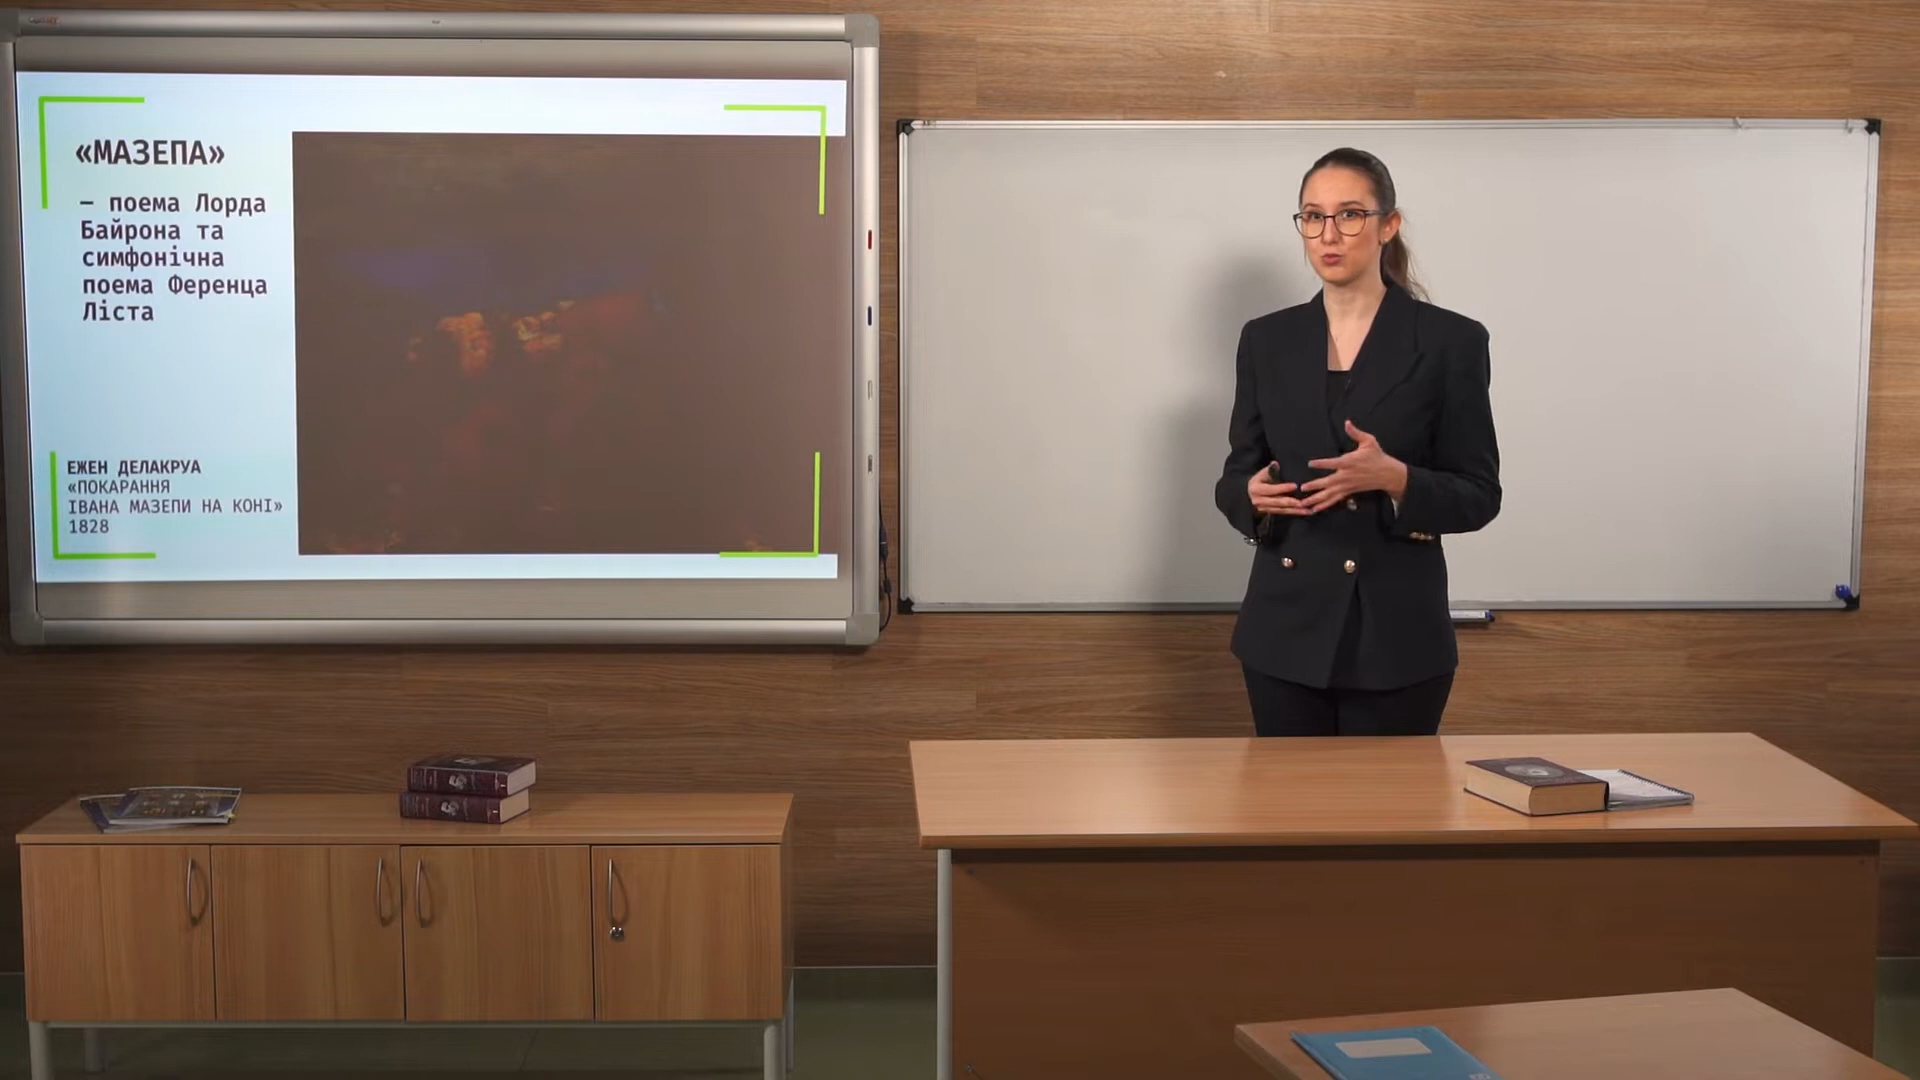 «МАЗЕПА»
— поема Лорда
Байрона та
симфонічна
поема Ференца
Ліста
ЕЖЕН ДЕЛАКРУА
«ПОКАРАННЯ
ІВАНА МАЗЕПИ НА КОНІ»
1828